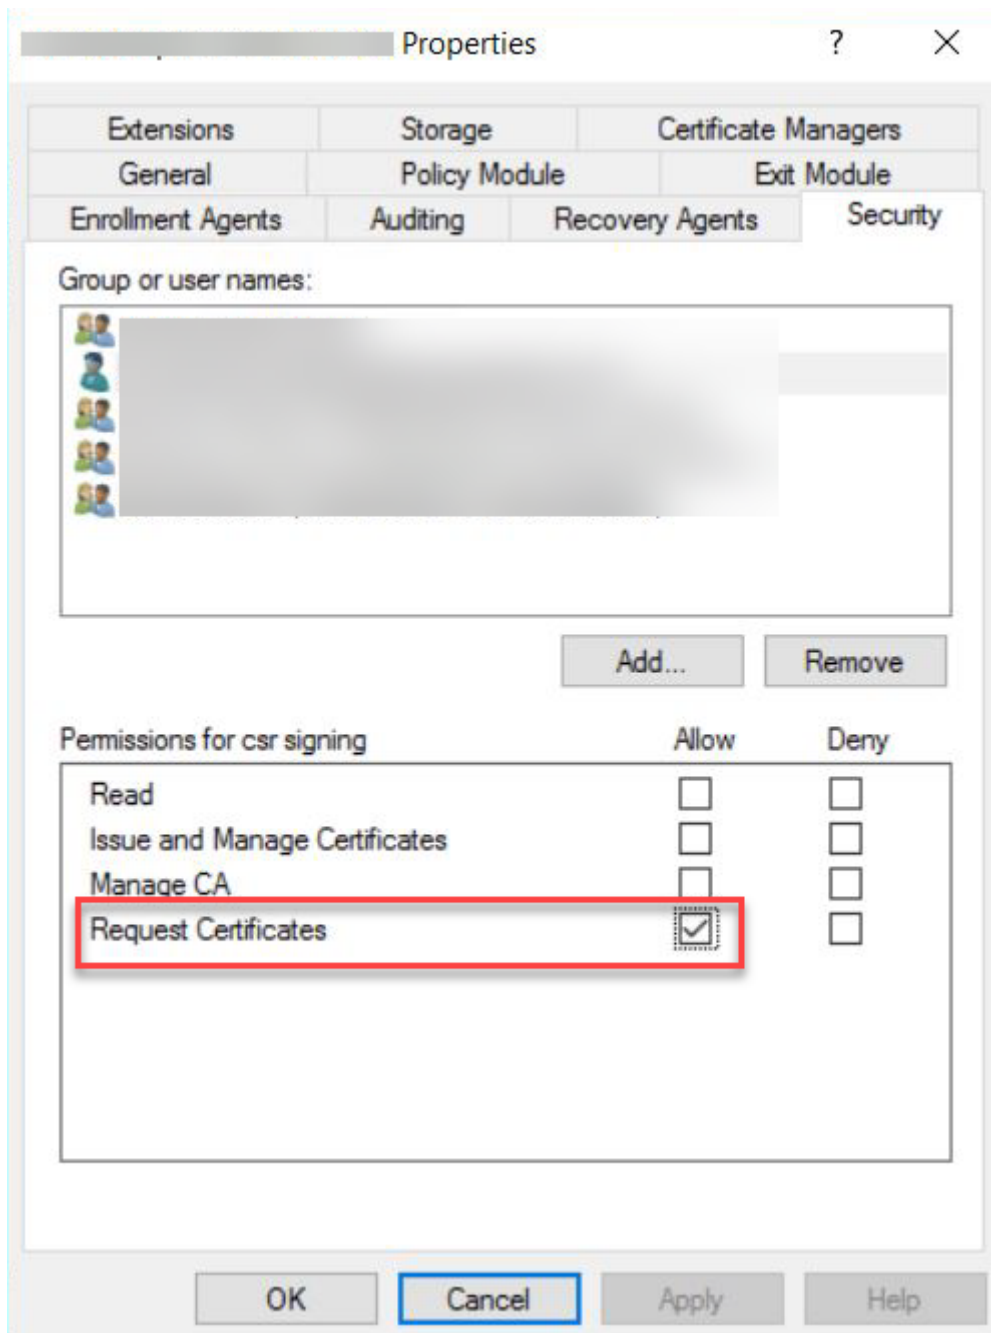 Properties ?
Extensions Storage Certificate Managers
General Policy Module Exit Module
Enrollment Agents Auditing Recovery Agents Security
Group or user names:
Add... Remove
Permissions for csr signing Allow Deny
Read
Issue and Manage Certificates
Manage CA
Request Certificates
OK Cancel Apply Help